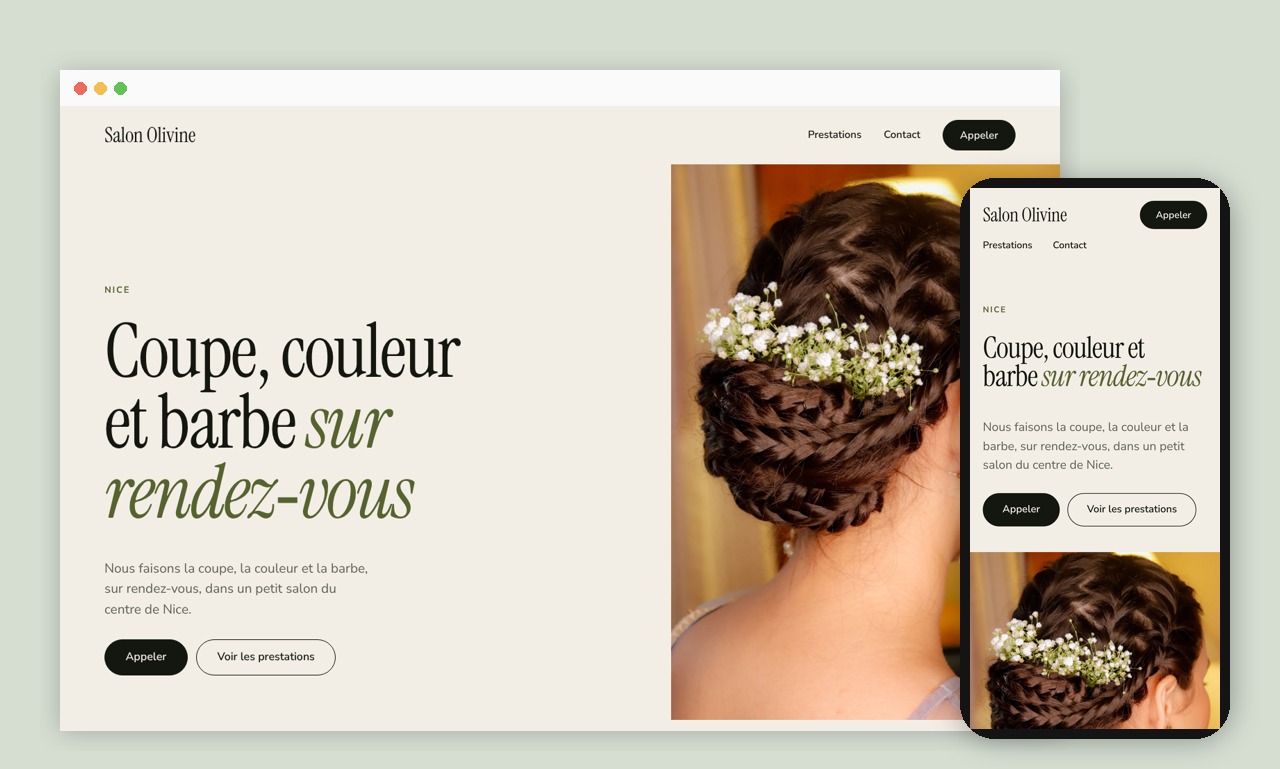 Salon Olivine
Prestations Contact Appeler
NICE
Coupe, couleur
et barbe sur
rendez-vous
Nous faisons la coupe, la couleur et la barbe,
sur rendez-vous, dans un petit salon du
centre de Nice.
Appeler Voir les prestations
Salon Olivine
Appeler
Prestations Contact
NICE
Coupe, couleur et
barbe sur rendez-vous
Nous faisons la coupe, la couleur et la
barbe, sur rendez-vous, dans un petit
salon du centre de Nice.
Appeler Voir les prestations